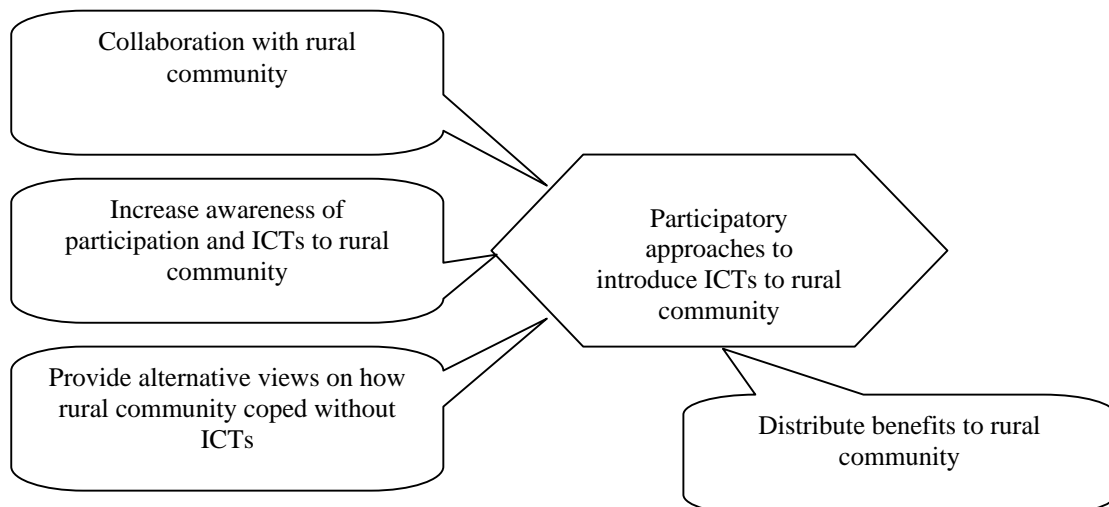 Collaboration with rural
community
Increase awareness of
participation and ICTs to rural
community
Provide alternative views on how
rural community coped without
ICTs
Participatory
approaches to
introduce ICTs to rural
community
Distribute benefits to rural
community